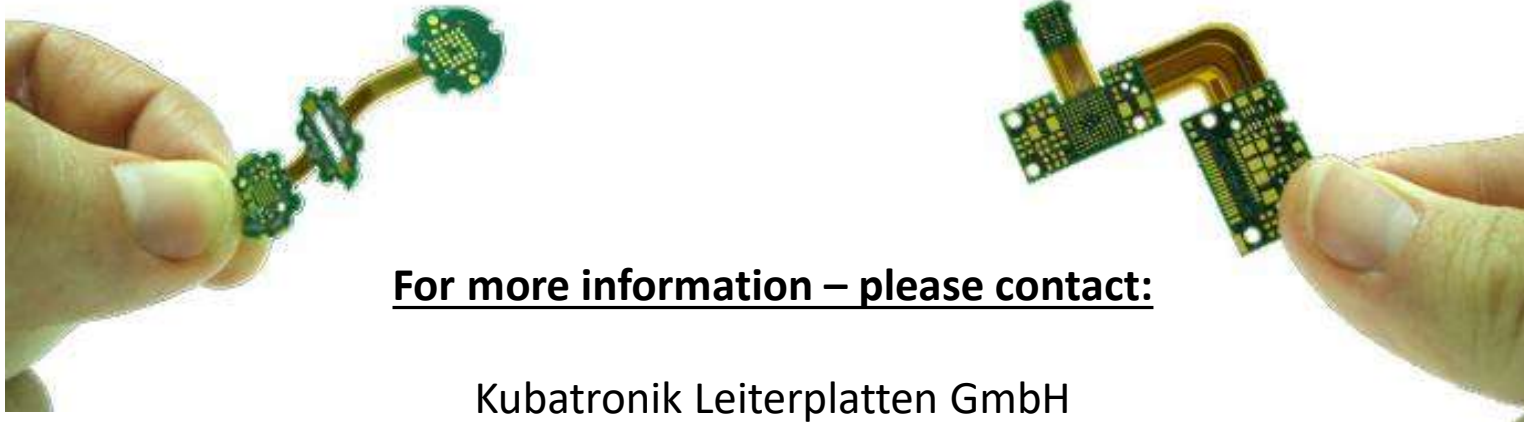 For more information – please contact:
Kubatronik Leiterplatten GmbH